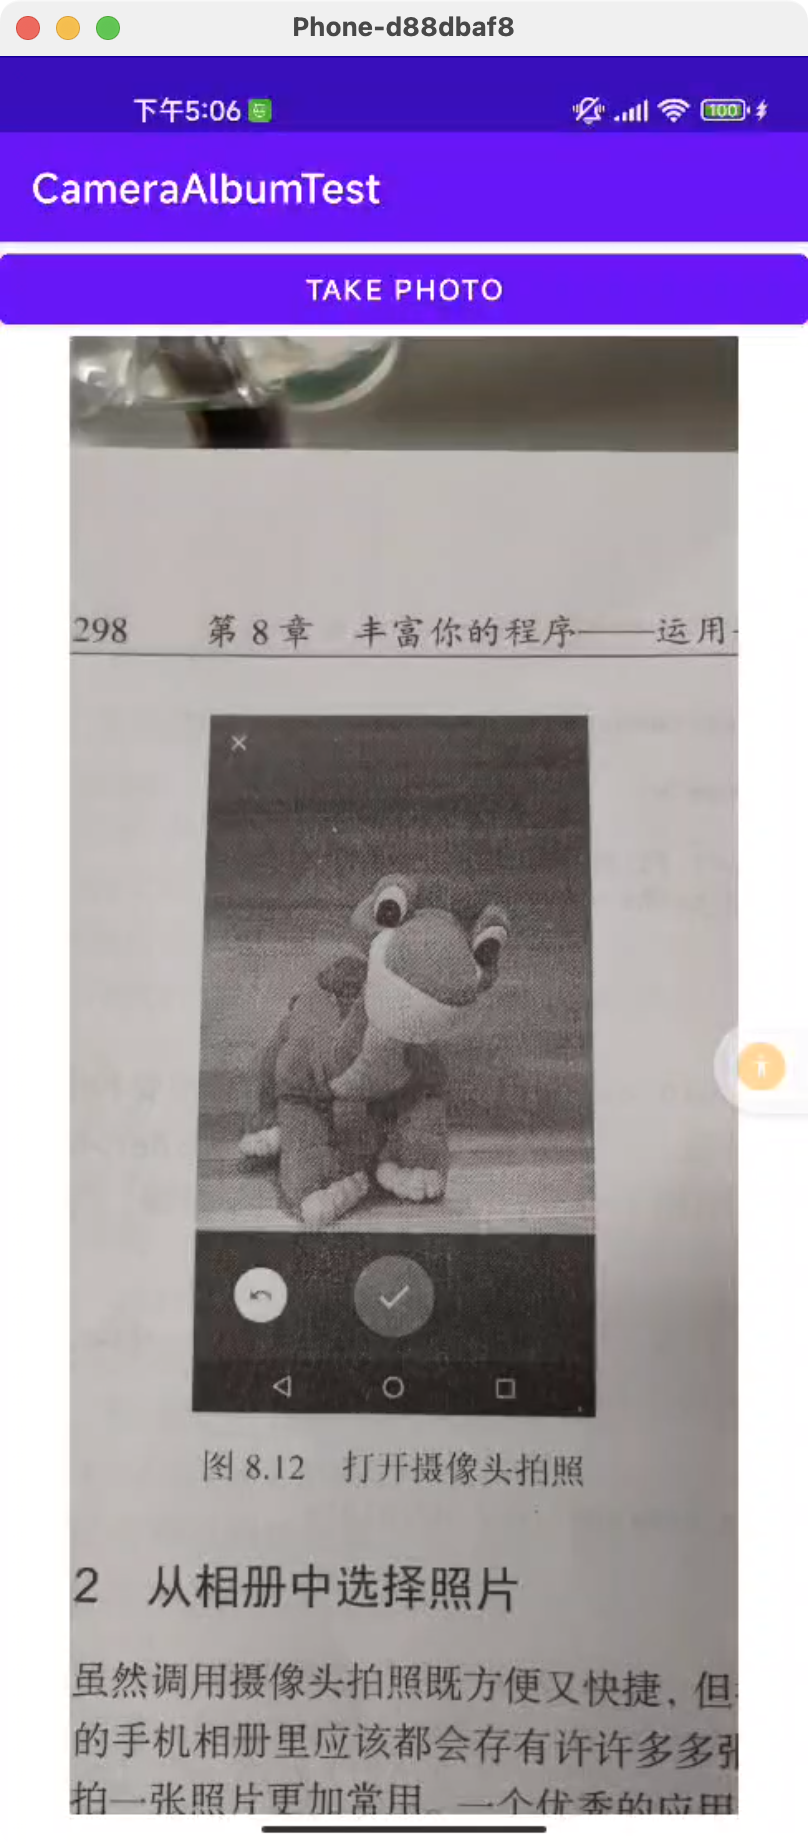 Phone-d88dbaf8
下午5:06
100
CameraAlbumTest
TAKE PHOTO
298 第 8 章 丰富你的程序——运用
图 8.12 打开摄像头拍照
2 从相册中选择照片
虽然调用摄像头拍照既方便又快捷，但
的手机相册里应该都会存有许许多多张
拍一张照片更加常用。一个优秀的应用